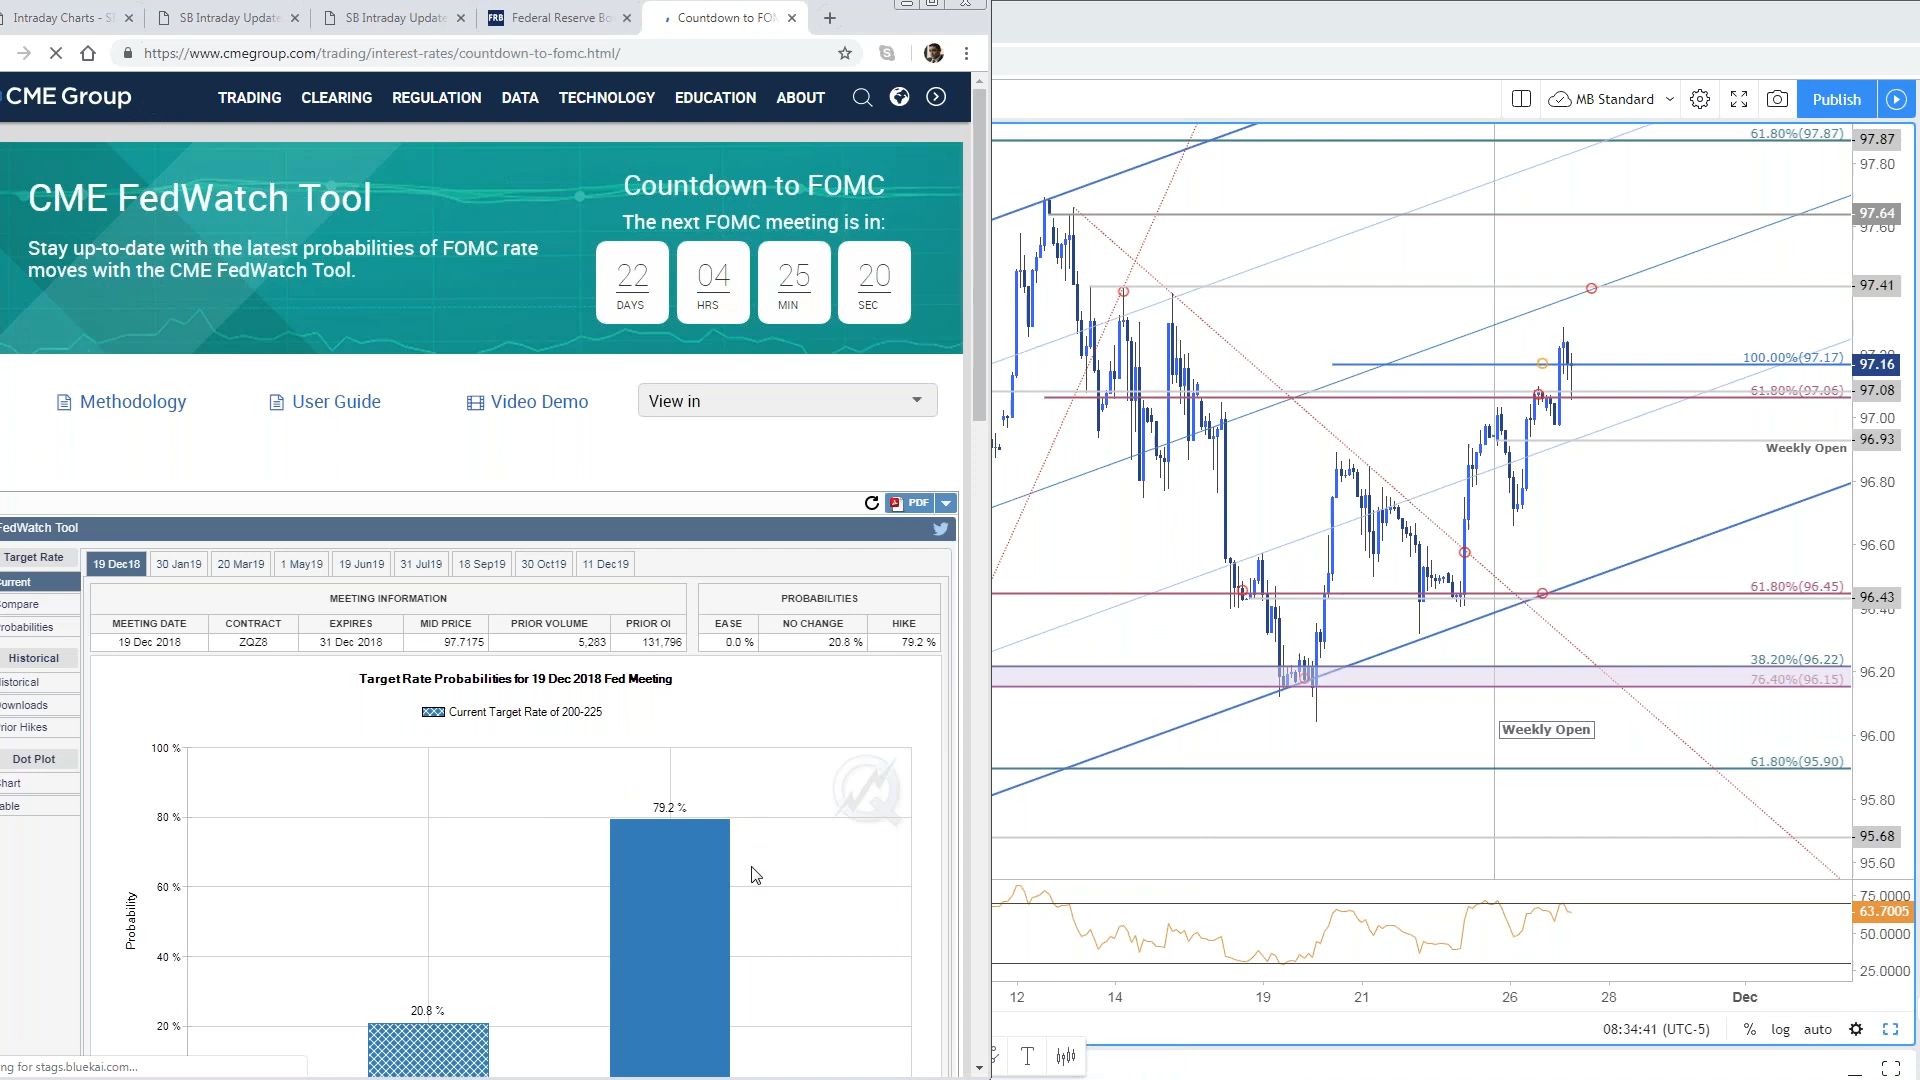 Intraday Charts - S
SB Intraday Update
SB Intraday Update
FRB Federal Reserve Bo
Countdown to FOM
https://www.cmegroup.com/trading/interest-rates/countdown-to-fomc.html/
CME Group
TRADING CLEARING REGULATION DATA TECHNOLOGY EDUCATION ABOUT
CME FedWatch Tool
Stay up-to-date with the latest probabilities of FOMC rate
moves with the CME FedWatch Tool.
Countdown to FOMC
The next FOMC meeting is in:
22 04 25 20
DAYS HRS MIN SEC
Methodology
User Guide
Video Demo
View in
PDF
FedWatch Tool
Target Rate
urrent
ompare
robabilities
Historical
istorical
ownloads
rior Hikes
Dot Plot
hart
able
19 Dec18 30 Jan19 20 Mar19 1 May19 19 Jun19 31 Jul19 18 Sep19 30 Oct19 11 Dec19
MEETING INFORMATION
MEETING DATE CONTRACT EXPIRES MID PRICE PRIOR VOLUME PRIOR OI
19 Dec 2018 ZQZ8 31 Dec 2018 97.7175 5,283 131,796
PROBABILITIES
EASE NO CHANGE HIKE
0.0 % 20.8 % 79.2 %
Target Rate Probabilities for 19 Dec 2018 Fed Meeting
Current Target Rate of 200-225
Probability
100 %
80 %
60 %
40 %
20 %
79.2 %
20.8 %
ng for stags.bluekai.com...
MB Standard
Publish
61.80%(97.87)
97.87
97.80
97.64
97.60
97.41
100.00%(97.17)
97.16
61.80%(97.06)
97.08
97.00
96.93
Weekly Open
96.80
96.60
61.80%(96.45)
96.43
96.40
38.20%(96.22)
96.20
76.40%(96.15)
Weekly Open
96.00
61.80%(95.90)
95.80
95.68
95.60
75.0000
63.7005
50.0000
25.0000
12 14 19 21 26 28 Dec
08:34:41 (UTC-5) % log auto
T